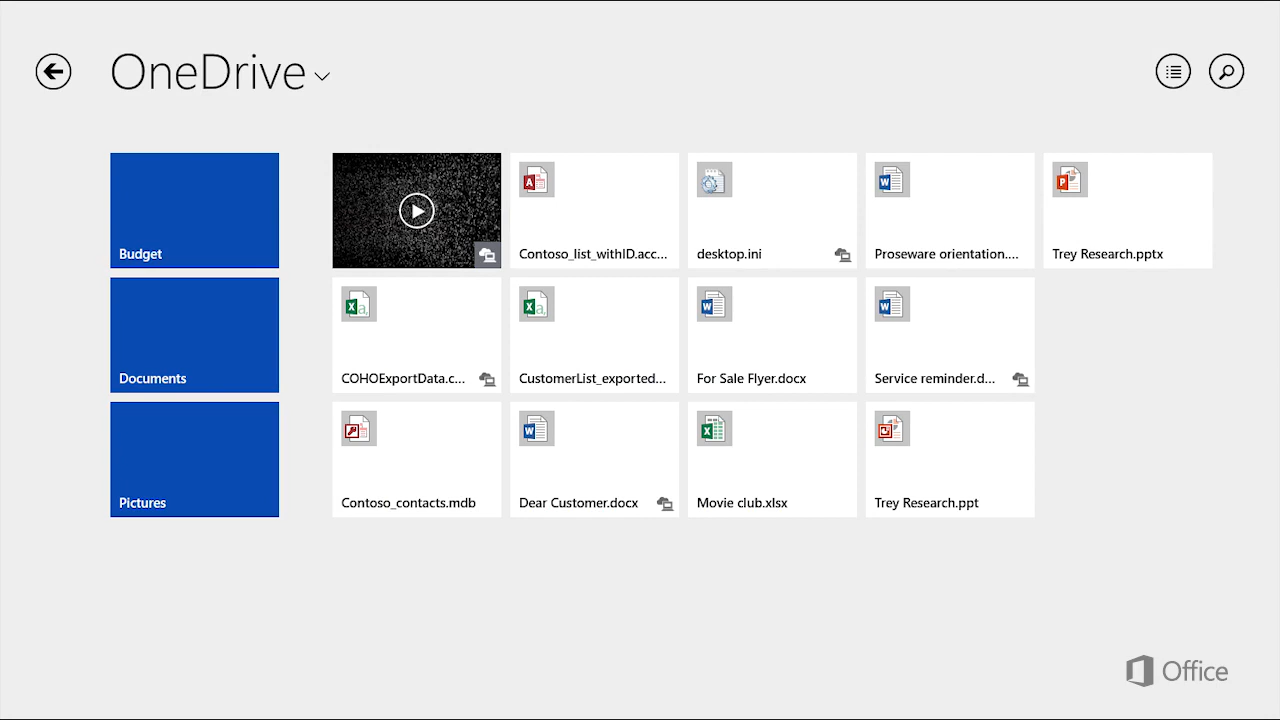 OneDrive
Budget
Contoso_list_withID.acc...
desktop.ini
Proseware orientation....
Trey Research.pptx
Documents
COHOExportData.c...
CustomerList_exported...
For Sale Flyer.docx
Service reminder.d...
Pictures
Contoso_contacts.mdb
Dear Customer.docx
Movie club.xlsx
Trey Research.ppt
Office